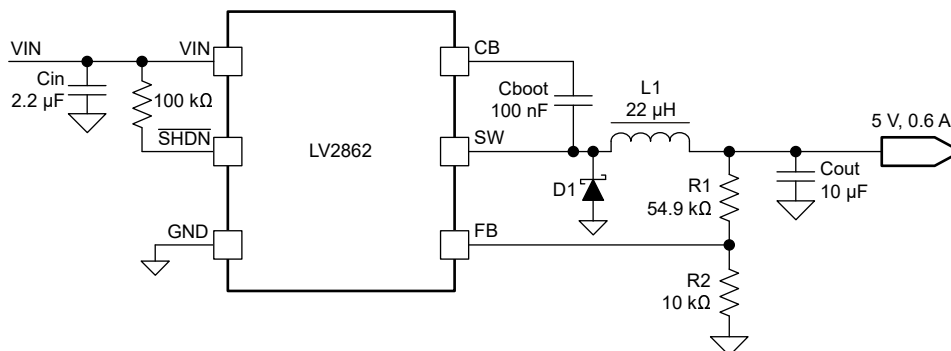 VIN
VIN
Cin
2.2 µF
100 kΩ
SHDN
GND
LV2862
CB
Cboot
100 nF
SW
FB
D1
L1
22 µH
R1
54.9 kΩ
R2
10 kΩ
Cout
10 µF
5 V, 0.6 A